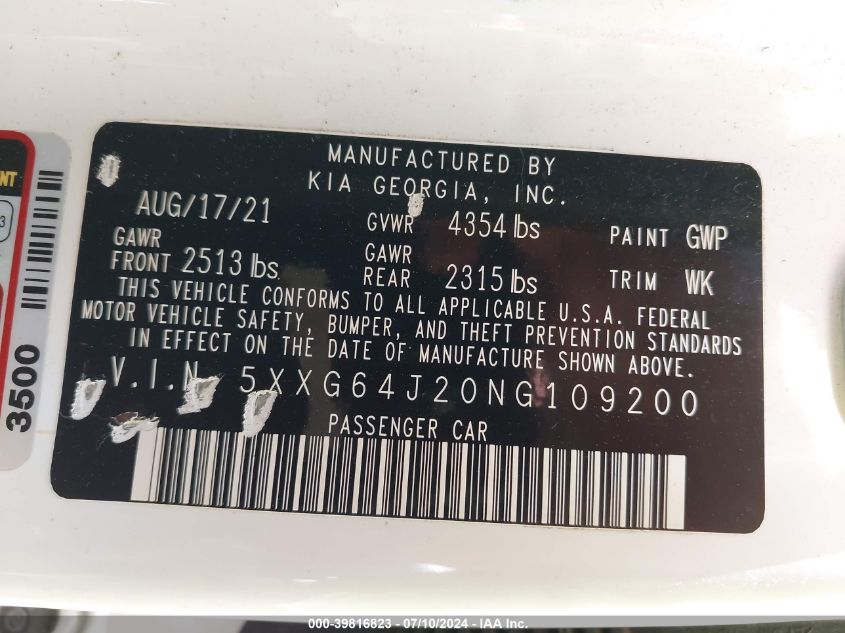 MANUFACTURED BY
KIA GEORGIA, INC.
AUG/17/21
GVWR 4354 lbs
PAINT GWP
GAWR
FRONT 2513 lbs.
GAWR
REAR 2315 lbs
TRIM WK
THIS VEHICLE CONFORMS TO ALL APPLICABLE U.S.A. FEDERAL
MOTOR VEHICLE SAFETY, BUMPER, AND THEFT PREVENTION STANDARDS
IN EFFECT ON THE DATE OF MANUFACTURE SHOWN ABOVE.
V.I.N. 5XXG64J20NG109200
PASSENGER CAR
3500
000-39816823 - 07/10/2024 - IAA Inc.